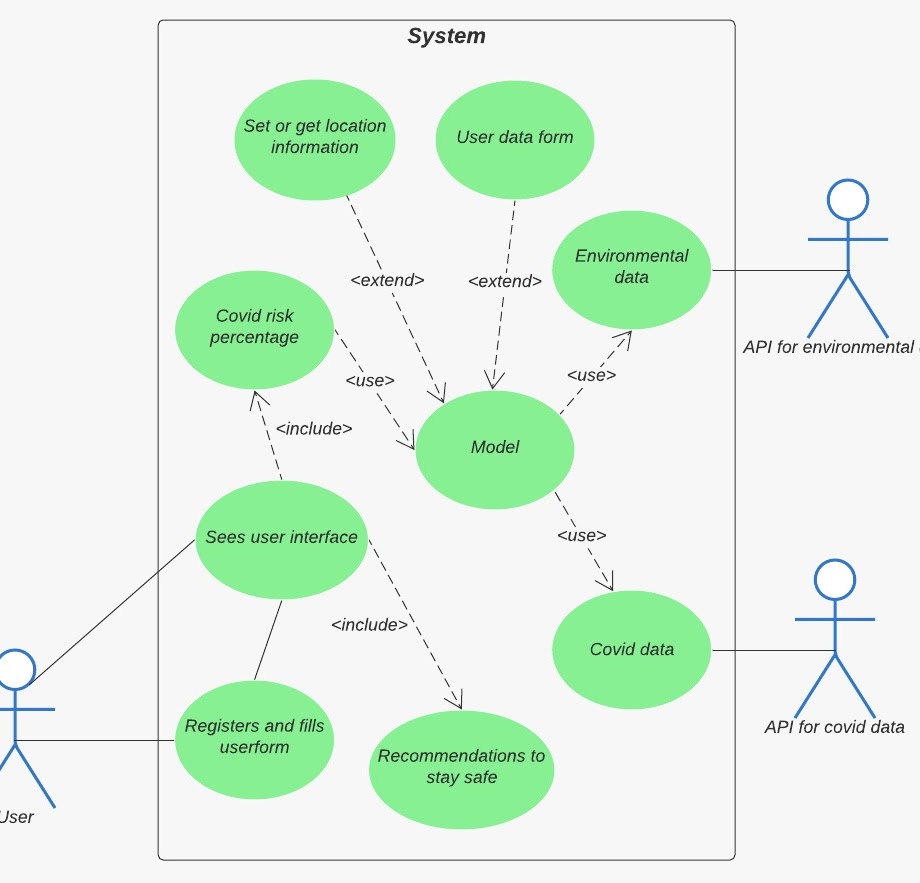 System
Set or get location
information
User data form
Environmental
data
<extend>
<extend>
Covid risk
percentage
API for environmental
<use>
<use>
<include>
Model
Sees user interface
<use>
<include>
Covid data
Registers and fills
userform
API for covid data
Recommendations to
stay safe
User